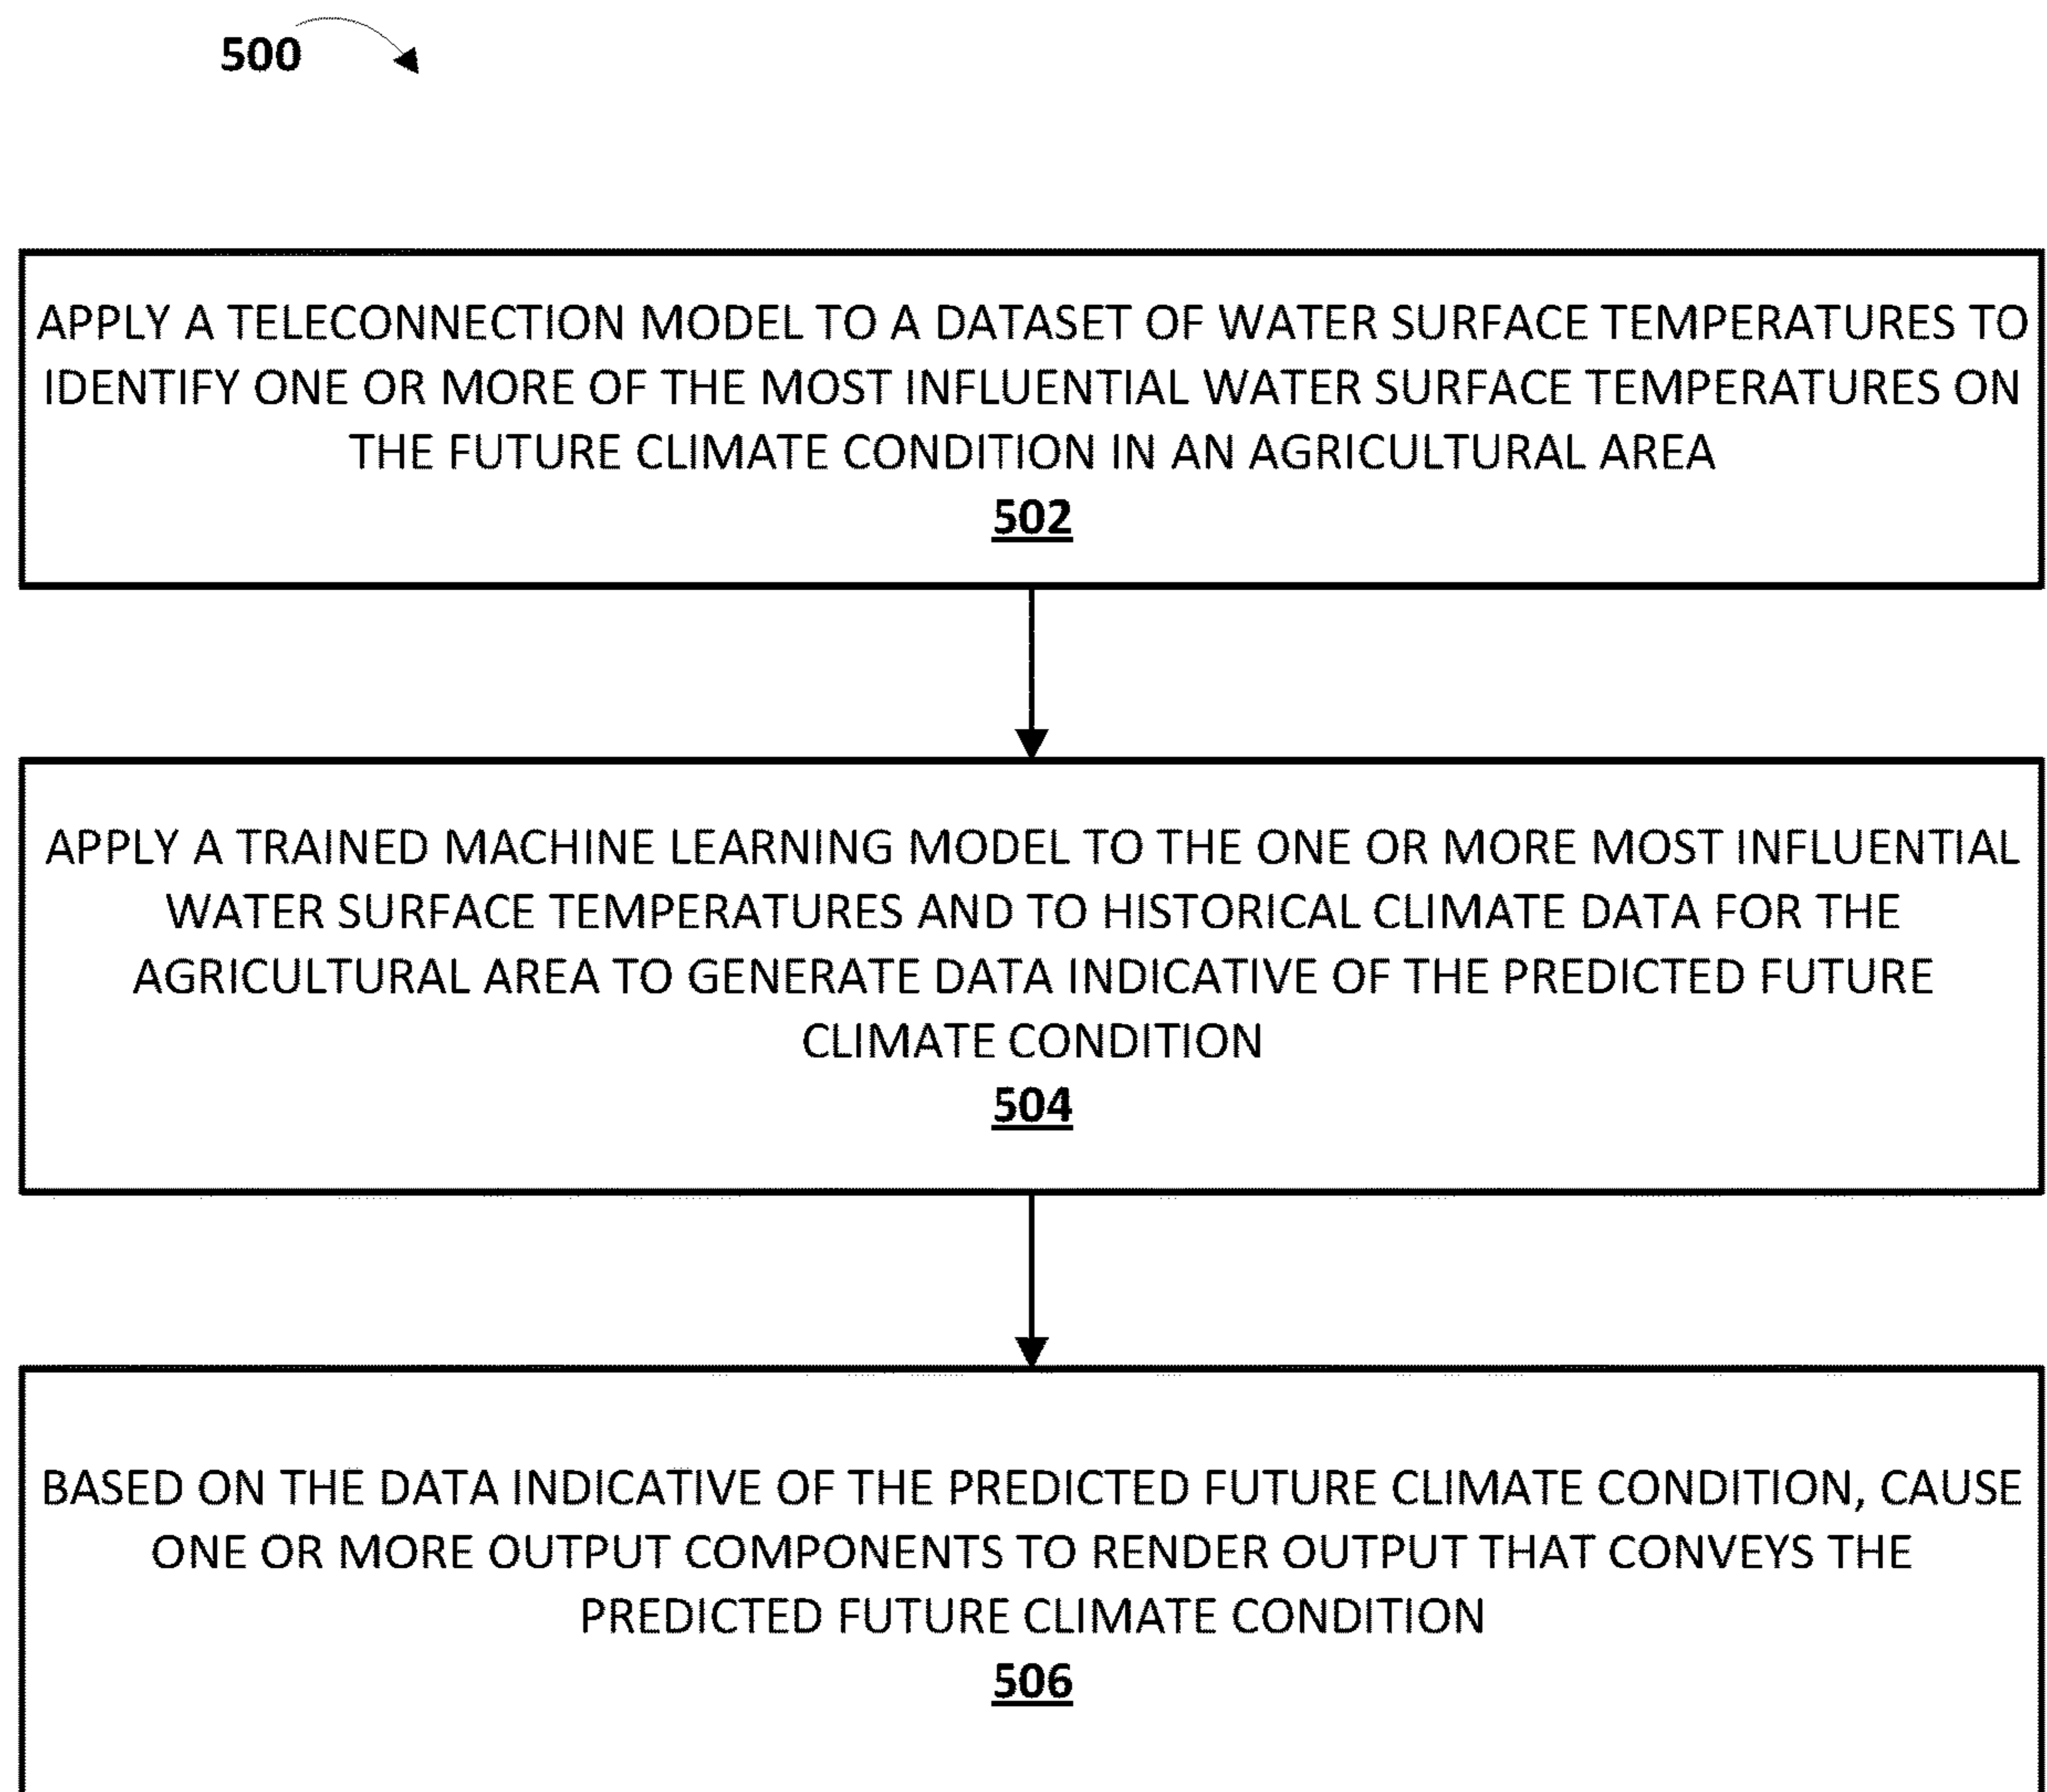 500
APPLY A TELECONNECTION MODEL TO A DATASET OF WATER SURFACE TEMPERATURES TO
IDENTIFY ONE OR MORE OF THE MOST INFLUENTIAL WATER SURFACE TEMPERATURES ON
THE FUTURE CLIMATE CONDITION IN AN AGRICULTURAL AREA
502
APPLY A TRAINED MACHINE LEARNING MODEL TO THE ONE OR MORE MOST INFLUENTIAL
WATER SURFACE TEMPERATURES AND TO HISTORICAL CLIMATE DATA FOR THE
AGRICULTURAL AREA TO GENERATE DATA INDICATIVE OF THE PREDICTED FUTURE
CLIMATE CONDITION
504
BASED ON THE DATA INDICATIVE OF THE PREDICTED FUTURE CLIMATE CONDITION, CAUSE
ONE OR MORE OUTPUT COMPONENTS TO RENDER OUTPUT THAT CONVEYS THE
PREDICTED FUTURE CLIMATE CONDITION
506